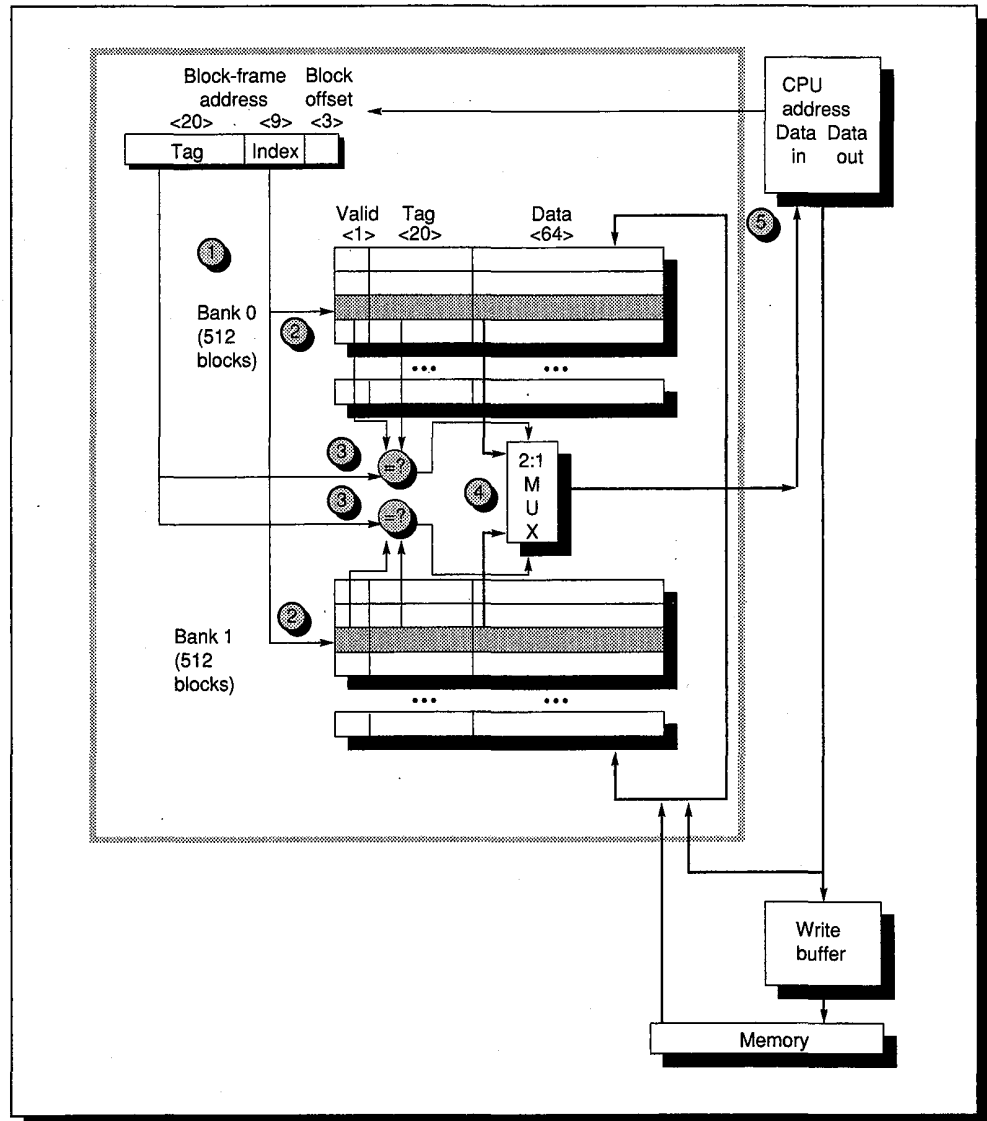 Block-frame address
<20> <9>
Block offset
<3>
Tag
Index
CPU address
Data in
Data out
1
Valid
<1>
Tag
<20>
Data
<64>
5
Bank 0
(512
blocks)
2
... ...
3
=?
3
=?
4
2:1
M
U
X
2
Bank 1
(512
blocks)
... ...
Write
buffer
Memory